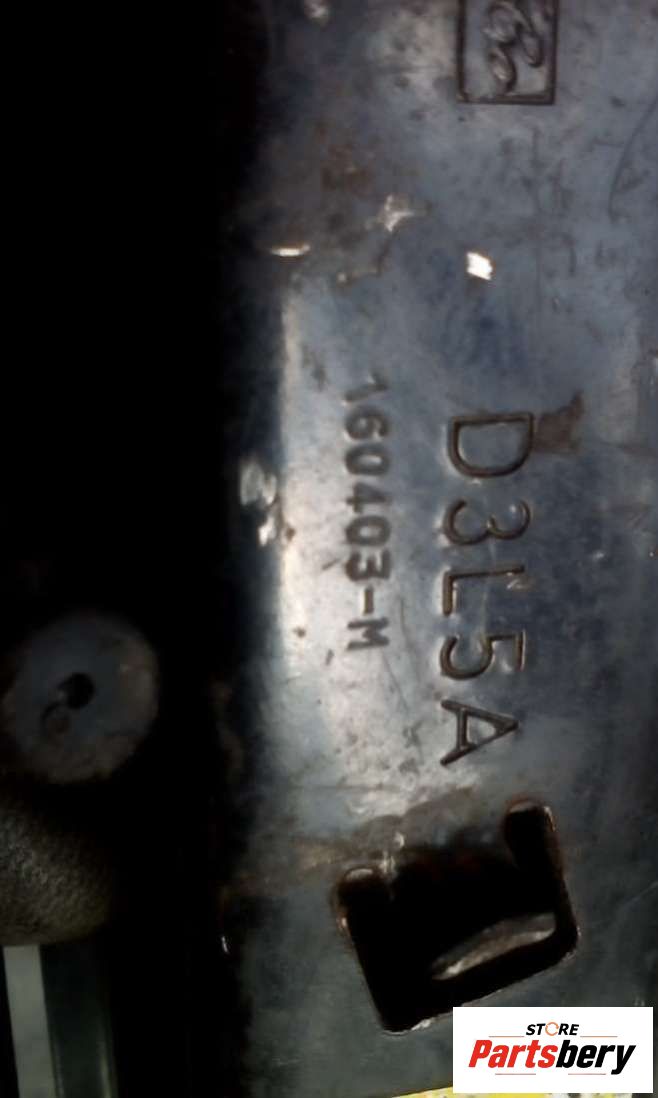 D3L5A
160403-M
STORE
Partsbery